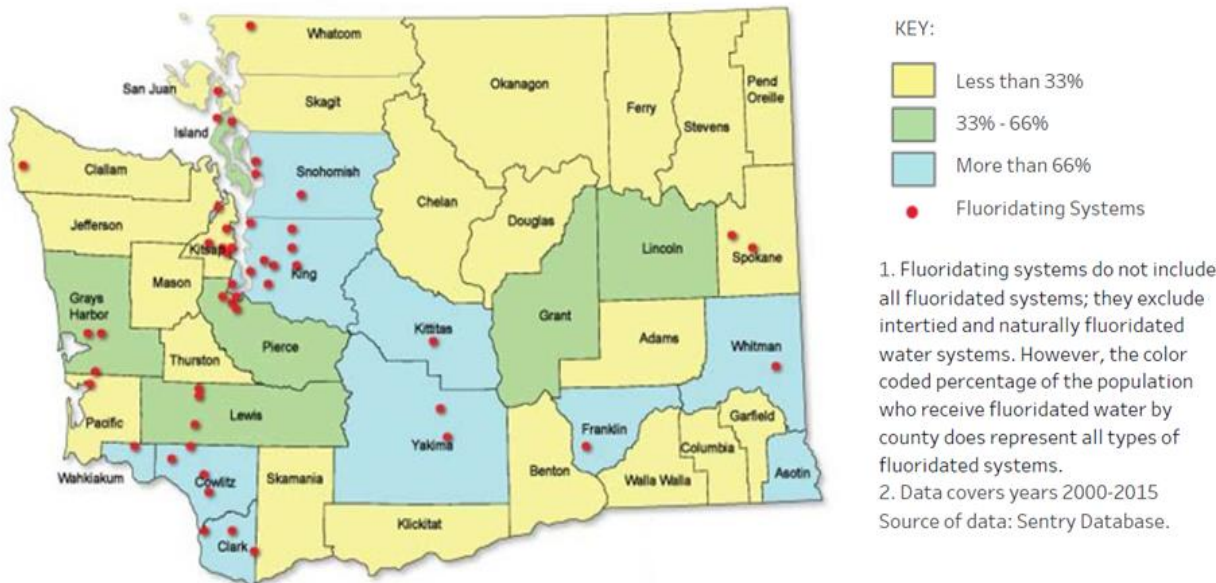 Whatcom
San Juan
Skagit
Okanagon
Ferry
Stevens
Pend
Oreille
Island
Clallam
Snohomish
Jefferson
Chelan
Douglas
Kitsap
King
Lincoln
Spokane
Mason
Grays
Harbor
Grant
Kittitas
Adams
Whitman
Pierce
Thurston
Pacific
Lewis
Yakima
Franklin
Garfield
Columbia
Wahkiakum
Cowlitz
Skamania
Benton
Walla Walla
Asotin
Klickitat
Clark
KEY:
Less than 33%
33% - 66%
More than 66%
Fluoridating Systems
1. Fluoridating systems do not include
all fluoridated systems; they exclude
intertied and naturally fluoridated
water systems. However, the color
coded percentage of the population
who receive fluoridated water by
county does represent all types of
fluoridated systems.
2. Data covers years 2000-2015
Source of data: Sentry Database.